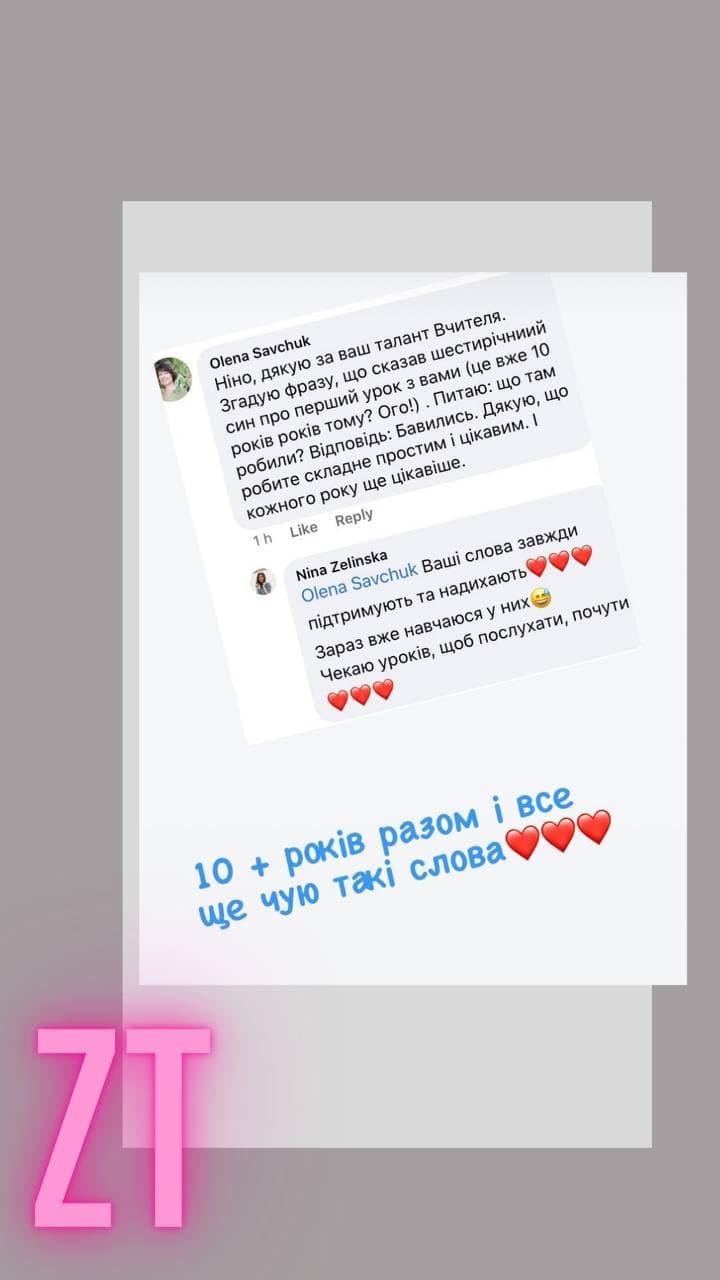 Olena Savchuk
Ніно, дякую за ваш талант Вчителя.
Згадую фразу, що сказав шестирічниий
син про перший урок з вами (це вже 10
років років тому? Ого!) . Питаю: що там
робили? Відповідь: Бавились. Дякую, що
робите складне простим і цікавим. І
кожного року ще цікавіше.
1 h Like Reply
Nina Zelinska
Olena Savchuk Ваші слова завжди
підтримують та надихають❤️❤️❤️
Зараз вже навчаюся у них😅
Чекаю уроків, щоб послухати, почути
❤️❤️❤️
10 + років разом і все
ще чую такі слова❤️❤️❤️
ZT